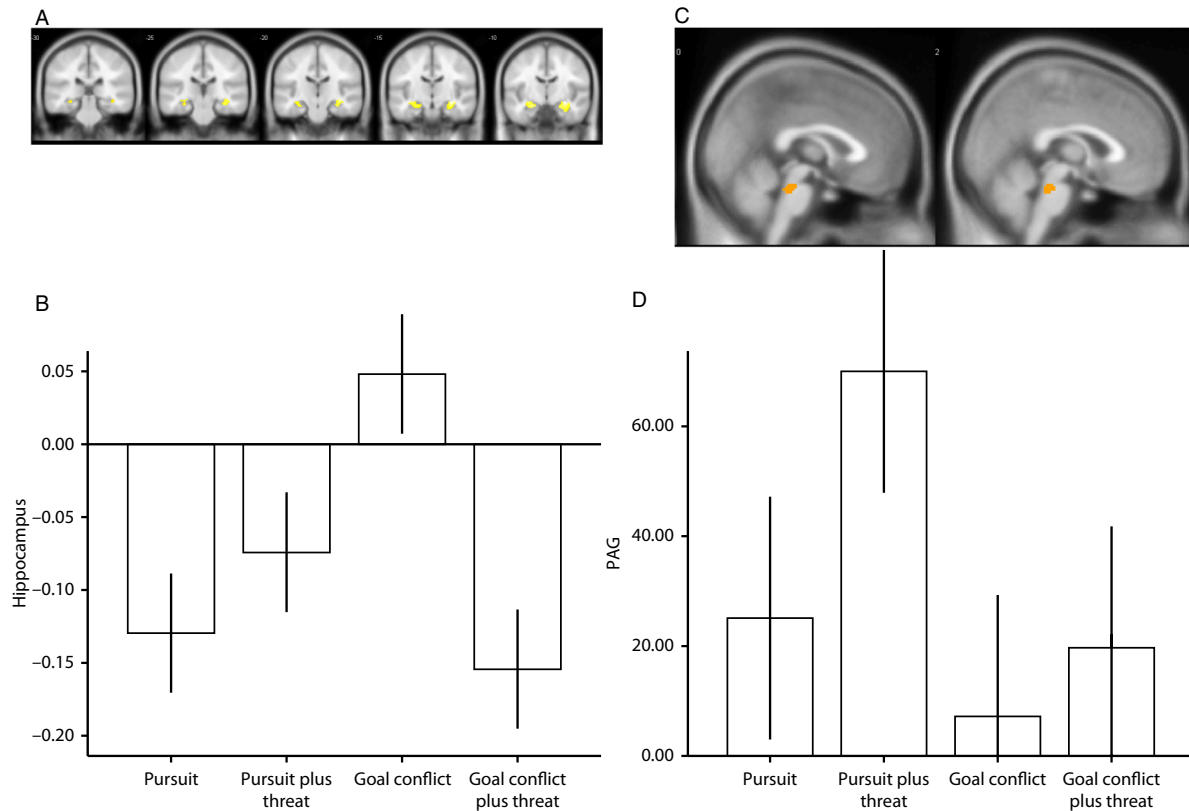 A
-30 -25 -20 -15 -10
C
0 2
B
0.05
0.00
−0.05
−0.10
−0.15
−0.20
Hippocampus
Pursuit Pursuit plus Goal conflict Goal conflict
threat plus threat
D
60.00
40.00
20.00
0.00
PAG
Pursuit Pursuit plus Goal conflict Goal conflict
threat plus threat